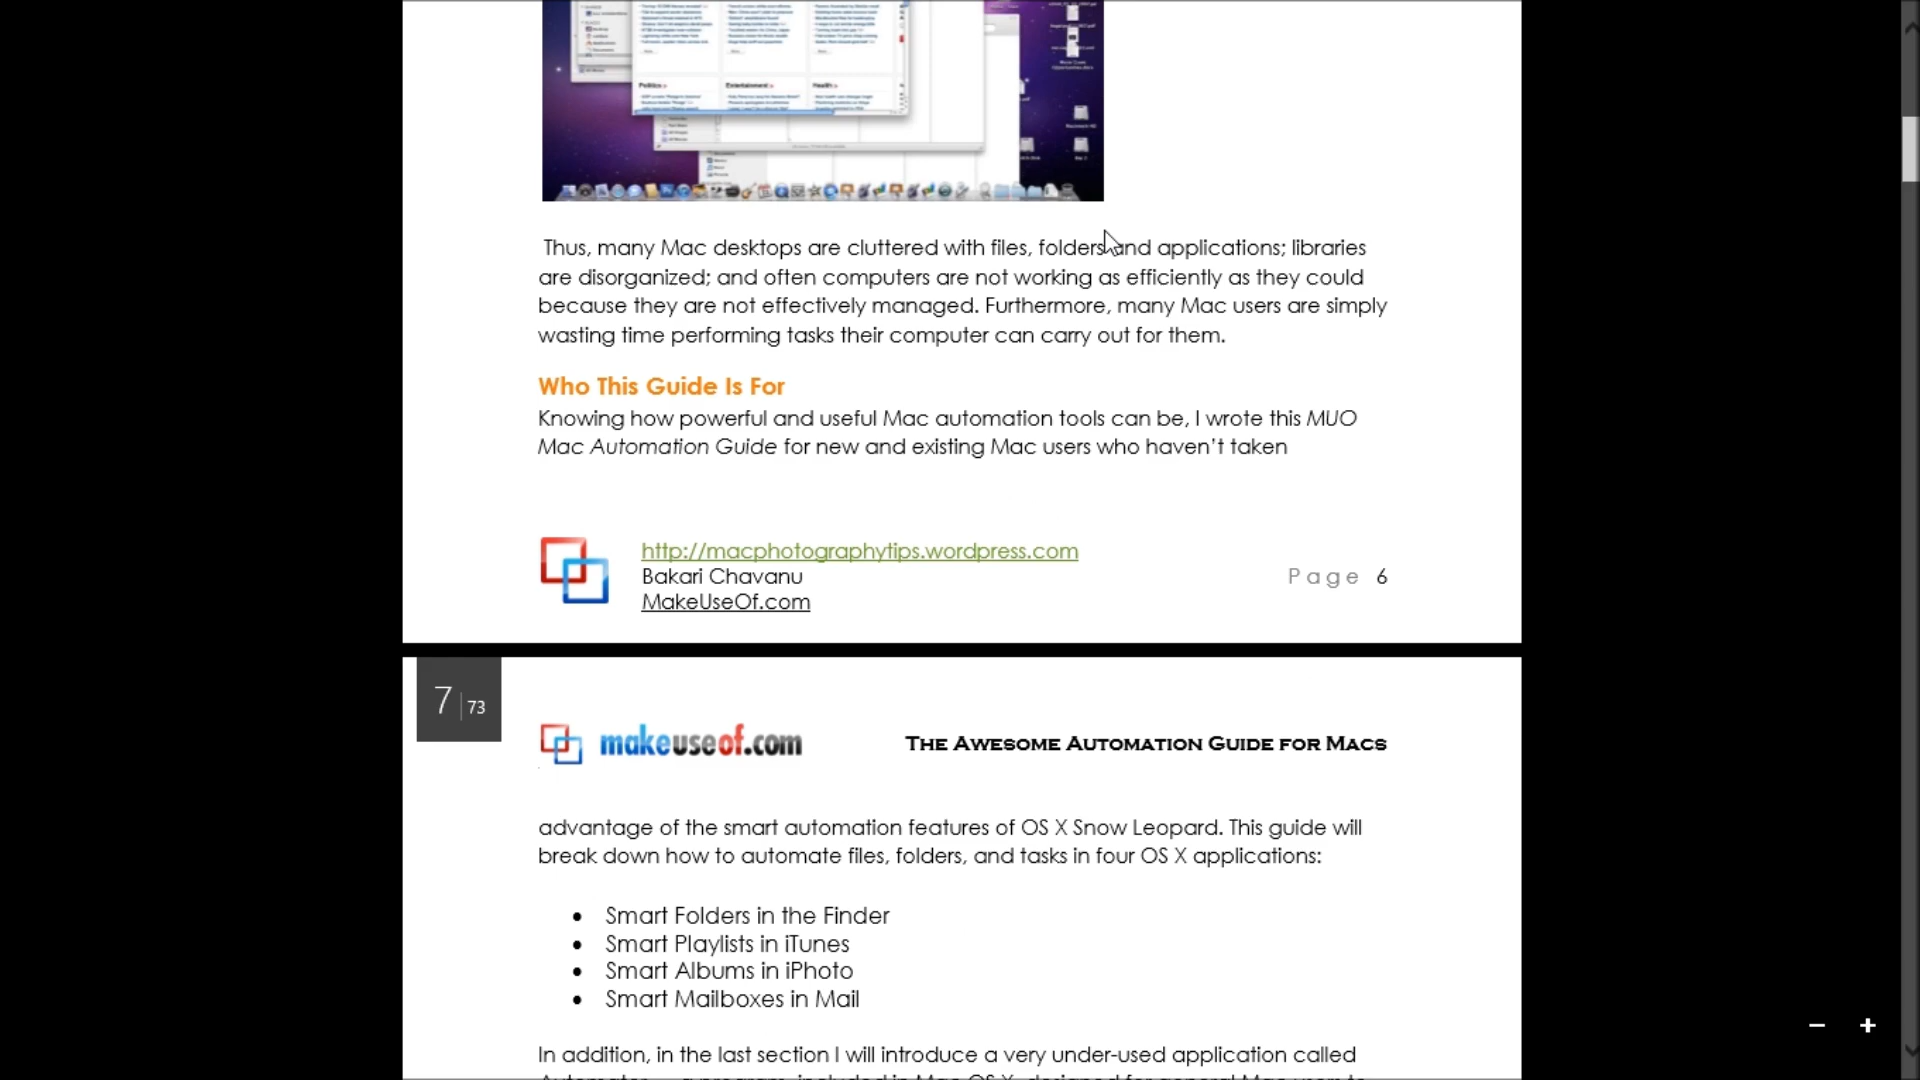 Politics
Entertainment
Health
Thus, many Mac desktops are cluttered with files, folders and applications; libraries
are disorganized; and often computers are not working as efficiently as they could
because they are not effectively managed. Furthermore, many Mac users are simply
wasting time performing tasks their computer can carry out for them.
Who This Guide Is For
Knowing how powerful and useful Mac automation tools can be, I wrote this MUO
Mac Automation Guide for new and existing Mac users who haven't taken
http://macphotographytips.wordpress.com
Bakari Chavanu
Page 6
MakeUseOf.com
7 | 73
makeuseof.com
The Awesome Automation Guide for Macs
advantage of the smart automation features of OS X Snow Leopard. This guide will
break down how to automate files, folders, and tasks in four OS X applications:
• Smart Folders in the Finder
• Smart Playlists in iTunes
• Smart Albums in iPhoto
• Smart Mailboxes in Mail
In addition, in the last section I will introduce a very under-used application called